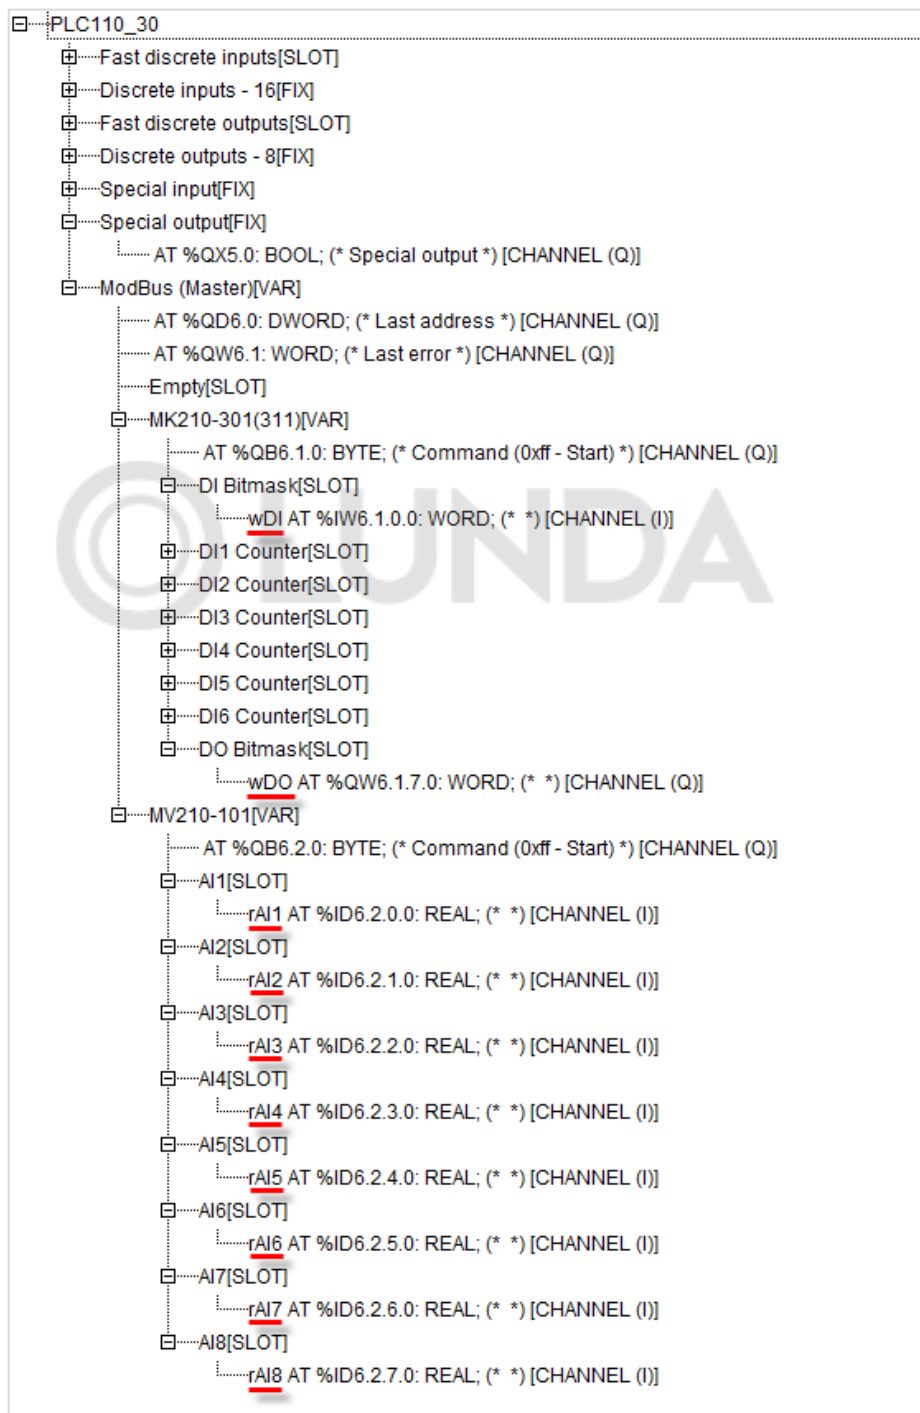 PLC110_30
Fast discrete inputs[SLOT]
Discrete inputs - 16[FIX]
Fast discrete outputs[SLOT]
Discrete outputs - 8[FIX]
Special input[FIX]
Special output[FIX]
AT %QX5.0: BOOL; (* Special output *) [CHANNEL (Q)]
ModBus (Master)[VAR]
AT %QD6.0: DWORD; (* Last address *) [CHANNEL (Q)]
AT %QW6.1: WORD; (* Last error *) [CHANNEL (Q)]
Empty[SLOT]
MK210-301(311)[VAR]
AT %QB6.1.0: BYTE; (* Command (0xff - Start) *) [CHANNEL (Q)]
DI Bitmask[SLOT]
wDI AT %IW6.1.0.0: WORD; (* *) [CHANNEL (I)]
DI1 Counter[SLOT]
LUNDA
DI2 Counter[SLOT]
DI3 Counter[SLOT]
DI4 Counter[SLOT]
DI5 Counter[SLOT]
DI6 Counter[SLOT]
DO Bitmask[SLOT]
wDO AT %QW6.1.7.0: WORD; (* *) [CHANNEL (Q)]
MV210-101[VAR]
AT %QB6.2.0: BYTE; (* Command (0xff - Start) *) [CHANNEL (Q)]
AI1[SLOT]
rAI1 AT %ID6.2.0.0: REAL; (* *) [CHANNEL (I)]
AI2[SLOT]
rAI2 AT %ID6.2.1.0: REAL; (* *) [CHANNEL (I)]
AI3[SLOT]
rAI3 AT %ID6.2.2.0: REAL; (* *) [CHANNEL (I)]
AI4[SLOT]
rAI4 AT %ID6.2.3.0: REAL; (* *) [CHANNEL (I)]
AI5[SLOT]
rAI5 AT %ID6.2.4.0: REAL; (* *) [CHANNEL (I)]
AI6[SLOT]
rAI6 AT %ID6.2.5.0: REAL; (* *) [CHANNEL (I)]
AI7[SLOT]
rAI7 AT %ID6.2.6.0: REAL; (* *) [CHANNEL (I)]
AI8[SLOT]
rAI8 AT %ID6.2.7.0: REAL; (* *) [CHANNEL (I)]